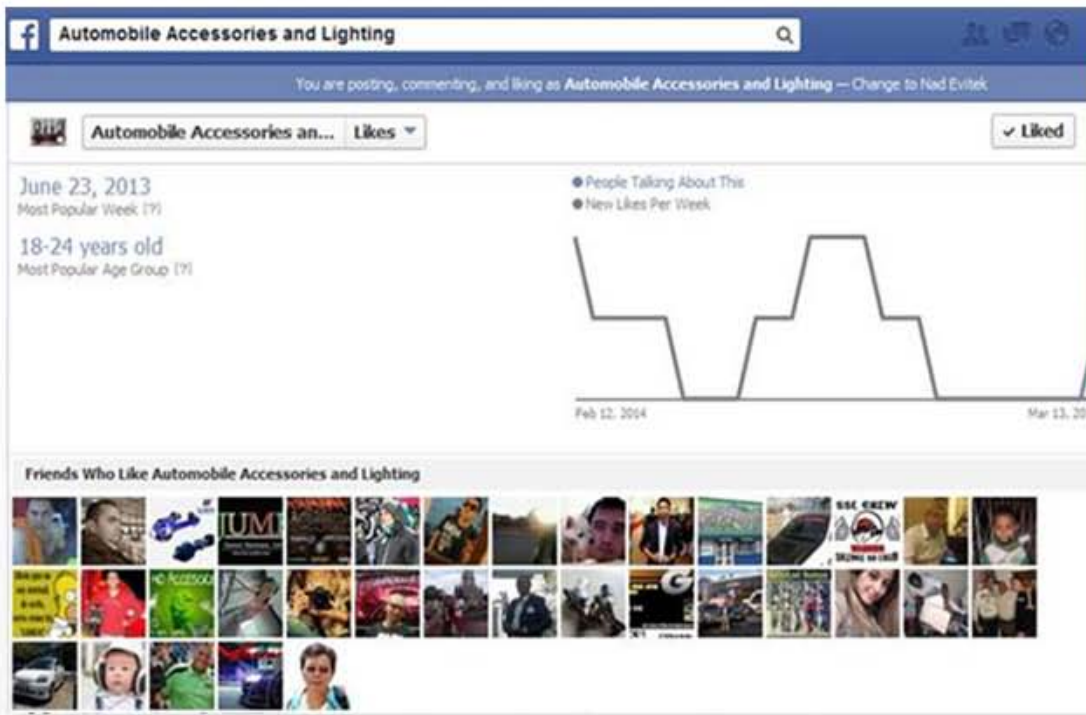 f
Automobile Accessories and Lighting
You are posting, commenting, and liking as Automobile Accessories and Lighting — Change to Nad Evitek
Automobile Accessories an... Likes
✓ Liked
June 23, 2013
Most Popular Week [?]
18-24 years old
Most Popular Age Group [?]
People Talking About This
New Likes Per Week
Feb 12, 2014
Mar 13, 20
Friends Who Like Automobile Accessories and Lighting
JUMP
SSC CREW